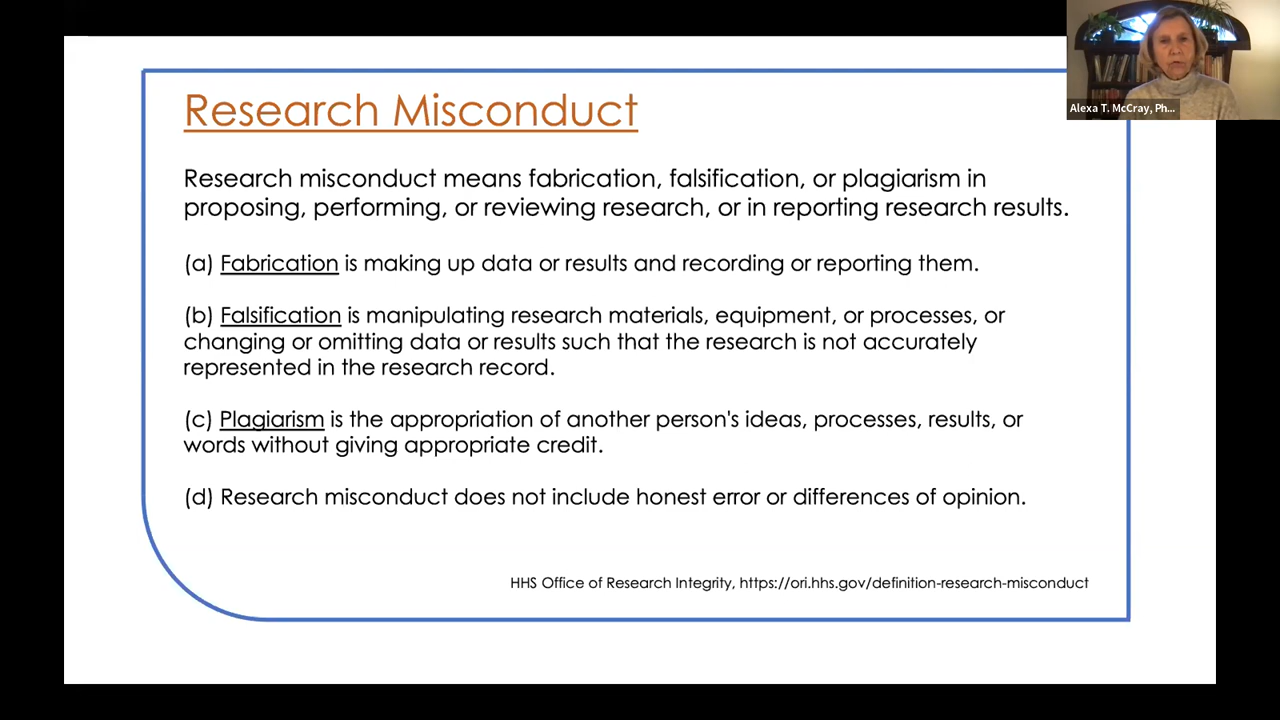 Research Misconduct
Research misconduct means fabrication, falsification, or plagiarism in
proposing, performing, or reviewing research, or in reporting research results.
(a) Fabrication is making up data or results and recording or reporting them.
(b) Falsification is manipulating research materials, equipment, or processes, or
changing or omitting data or results such that the research is not accurately
represented in the research record.
(c) Plagiarism is the appropriation of another person's ideas, processes, results, or
words without giving appropriate credit.
(d) Research misconduct does not include honest error or differences of opinion.
HHS Office of Research Integrity, https://ori.hhs.gov/definition-research-misconduct
Alexa T. McCray, Ph...